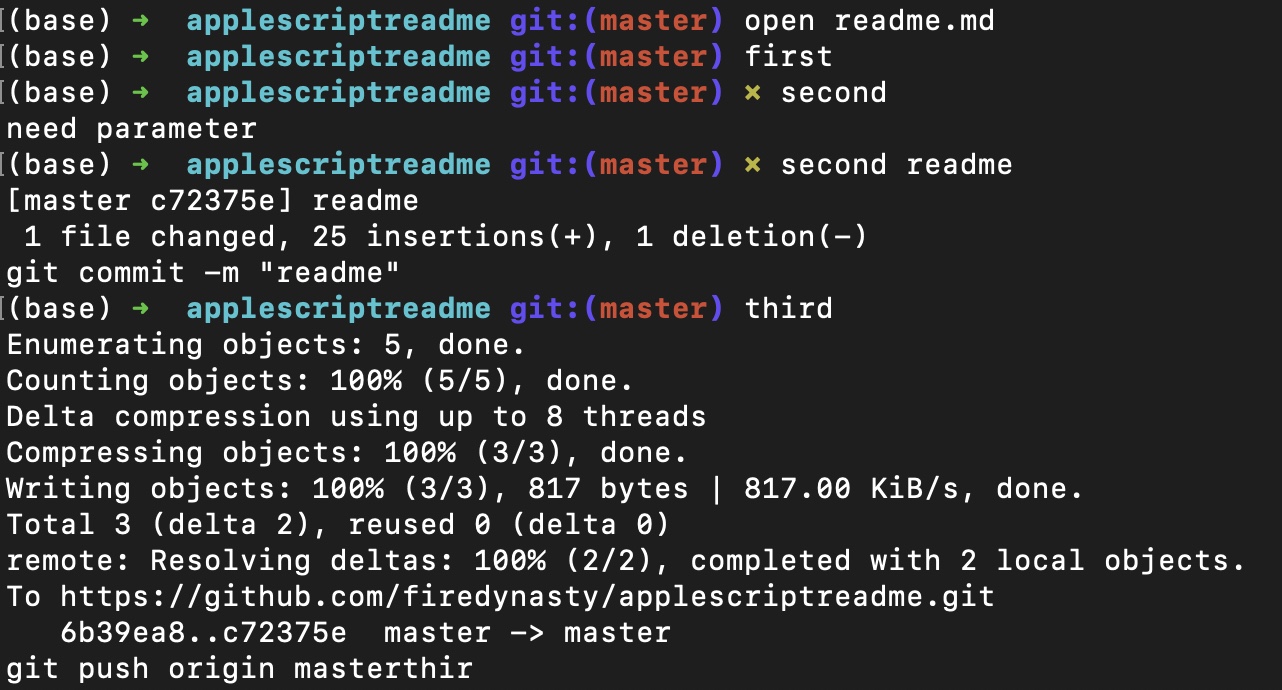 (base) → applescriptreadme git:(master) open readme.md
(base) → applescriptreadme git:(master) first
(base) → applescriptreadme git:(master) × second
need parameter
(base) → applescriptreadme git:(master) × second readme
[master c72375e] readme
 1 file changed, 25 insertions(+), 1 deletion(-)
git commit -m "readme"
(base) → applescriptreadme git:(master) third
Enumerating objects: 5, done.
Counting objects: 100% (5/5), done.
Delta compression using up to 8 threads
Compressing objects: 100% (3/3), done.
Writing objects: 100% (3/3), 817 bytes | 817.00 KiB/s, done.
Total 3 (delta 2), reused 0 (delta 0)
remote: Resolving deltas: 100% (2/2), completed with 2 local objects.
To https://github.com/firedynasty/applescriptreadme.git
   6b39ea8..c72375e  master -> master
git push origin masterthir